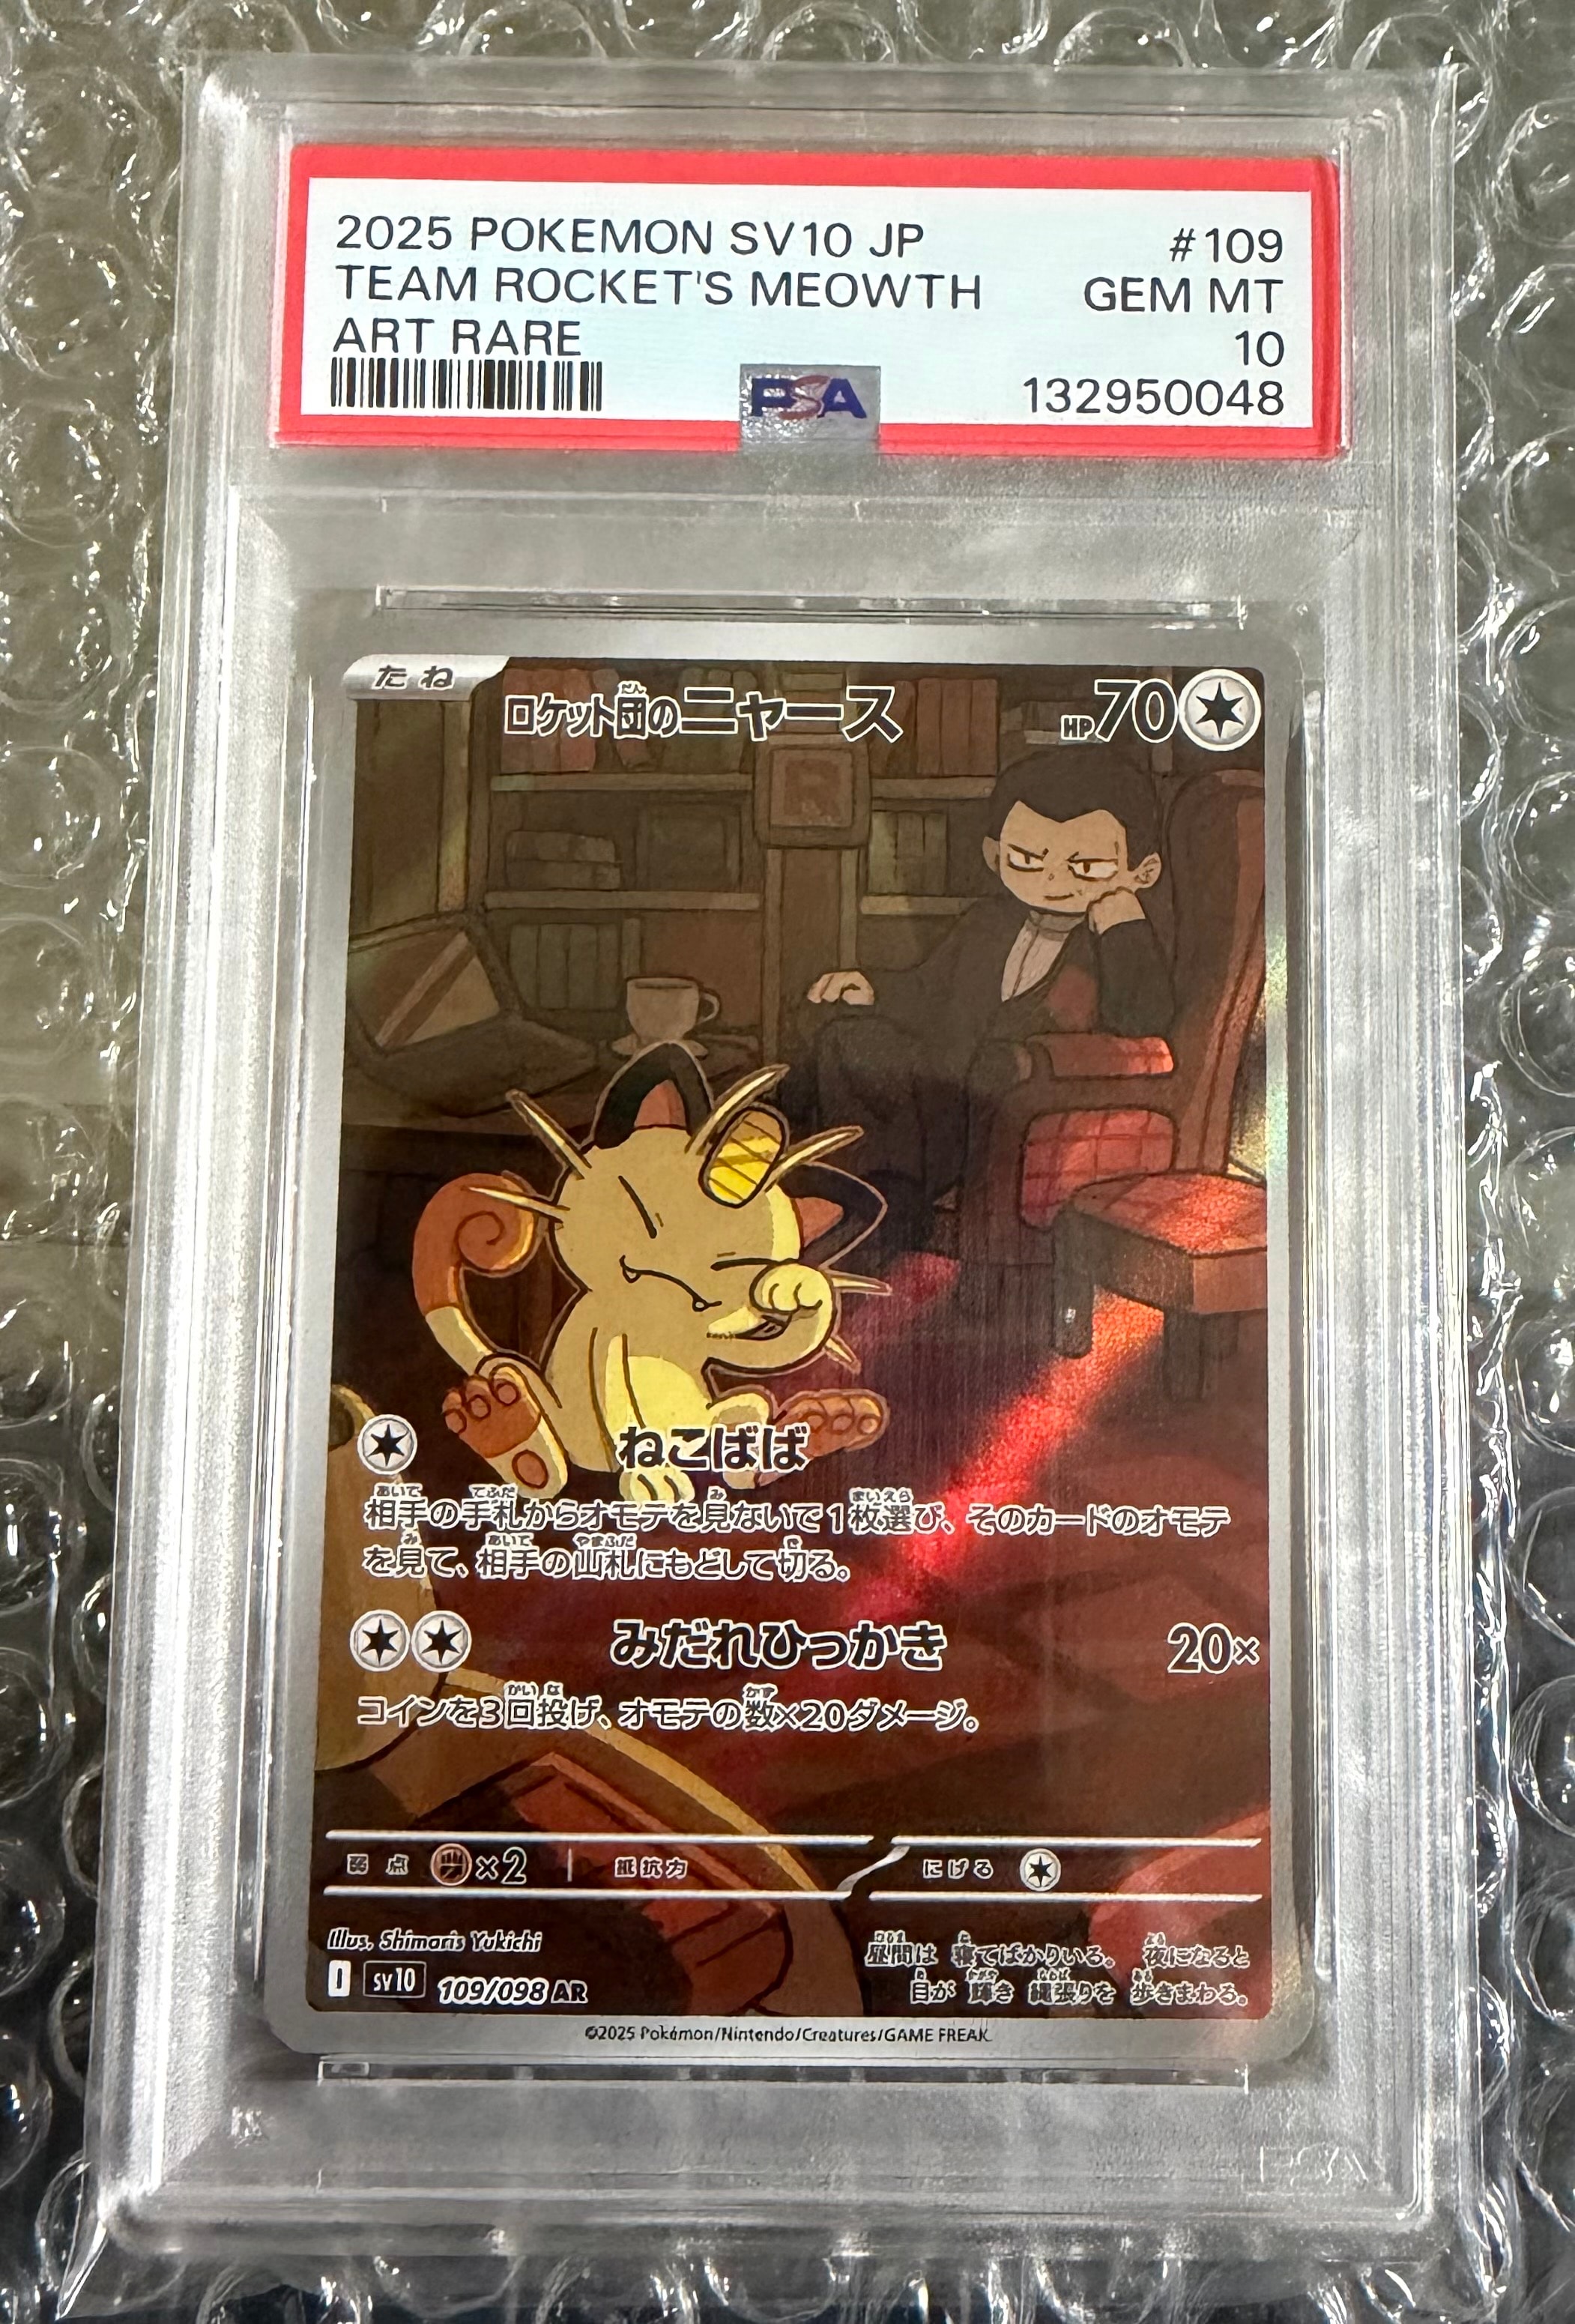 2025 POKEMON SV10 JP #109
TEAM ROCKET'S MEOWTH GEM MT
ART RARE 10
PSA 132950048
たね
ロケット団のニャース HP70
R
ねこばば
相手の手札からオモテを見ないで1枚選び、そのカードのオモテ
を見て、相手の山札にもどして切る。
みだれひっかき 20×
コインを3回投げ、オモテの数×20ダメージ。
弱点 ×2 抵抗力 にげる
Illus. Shimaris Yukichi
昼間は 寝てばかりいる。 夜になると
目が 輝き 縄張りを 歩きまわる。
I SV10 109/098 AR
©2025 Pokémon/Nintendo/Creatures/GAME FREAK